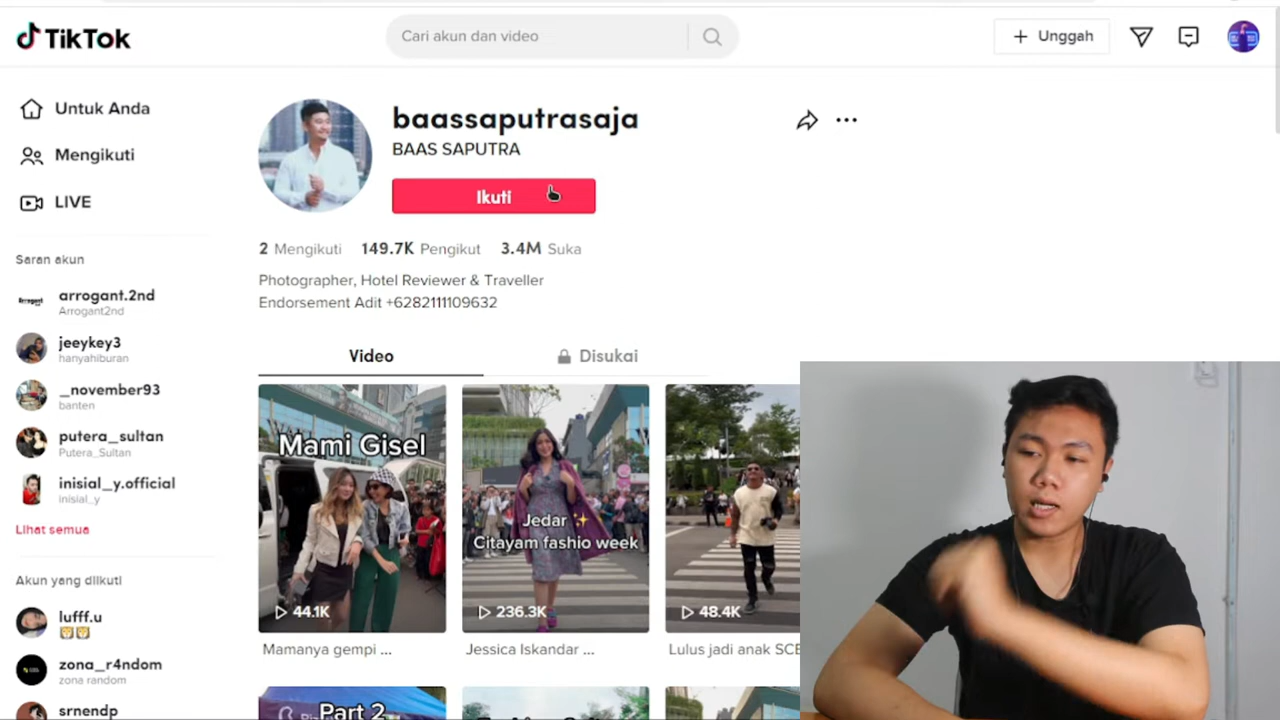 TikTok
Cari akun dan video
Unggah
Untuk Anda
Mengikuti
LIVE
Saran akun
arrogant.2nd
Arrogant2nd
jeeykey3
hanyahiburan
_november93
banten
putera_sultan
Putera_Sultan
inisial_y.official
inisial_y
Lihat semua
Akun yang diikuti
lufff.u
zona_r4ndom
zona random
srnendp
baassaputrasaja
BAAS SAPUTRA
Ikuti
2 Mengikuti 149.7K Pengikut 3.4M Suka
Photographer, Hotel Reviewer & Traveller
Endorsement Adit +6282111109632
Video
Disukai
Mami Gisel
44.1K
Mamanya gempi ...
Jedar ✨
Citayam fashio week
236.3K
Jessica Iskandar ...
48.4K
Lulus jadi anak SCB
Part 2